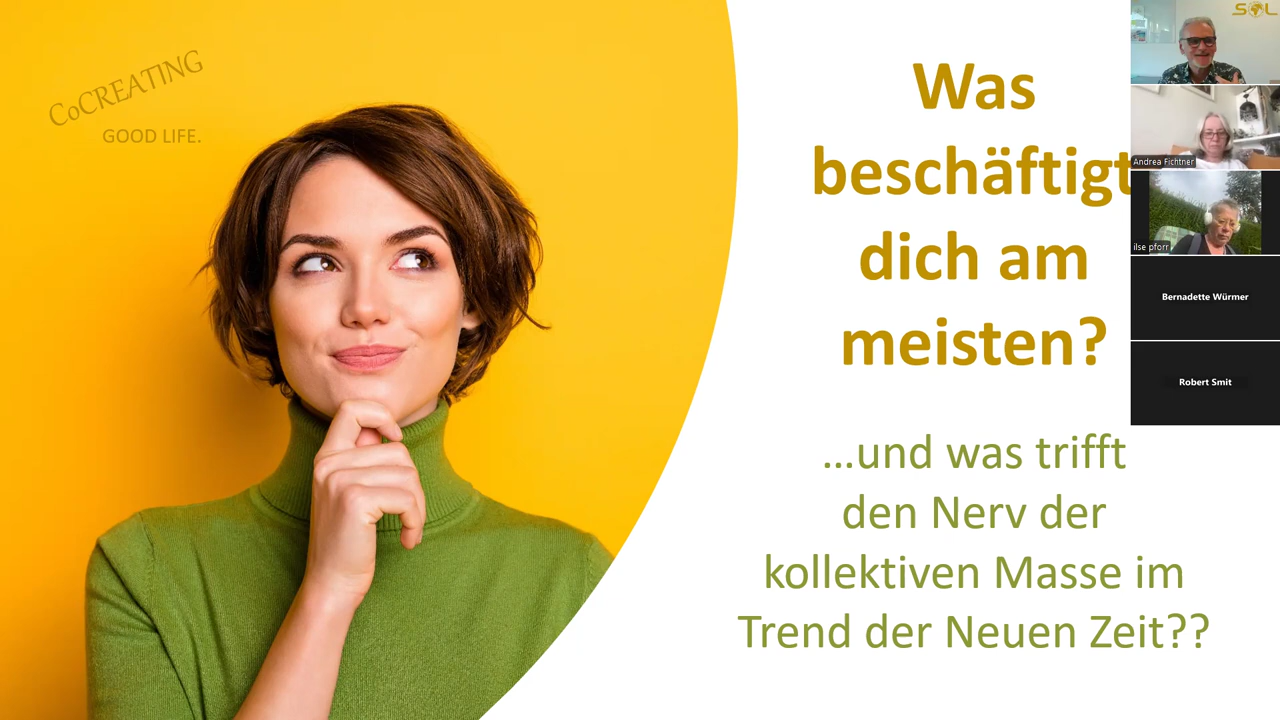 CoCREATING
GOOD LIFE.
Was
beschäftigt
dich am
meisten?
…und was trifft
den Nerv der
kollektiven Masse im
Trend der Neuen Zeit??
SOL
Andrea Fichtner
ilse pforr
Bernadette Würmer
Robert Smit